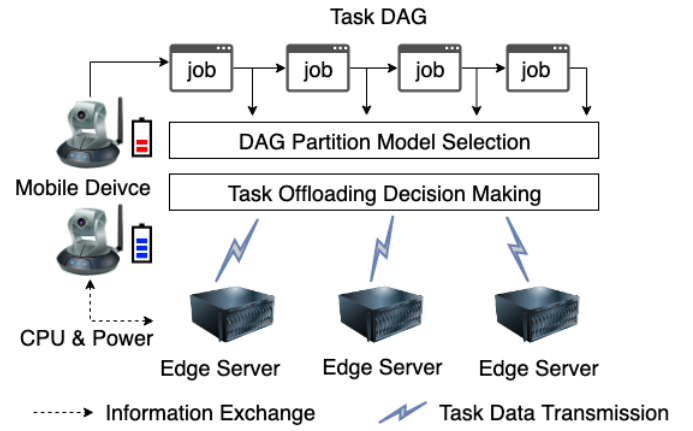 Task DAG
job
job
job
job
DAG Partition Model Selection
Mobile Deivce
Task Offloading Decision Making
CPU & Power
Edge Server
Edge Server
Edge Server
Information Exchange
Task Data Transmission